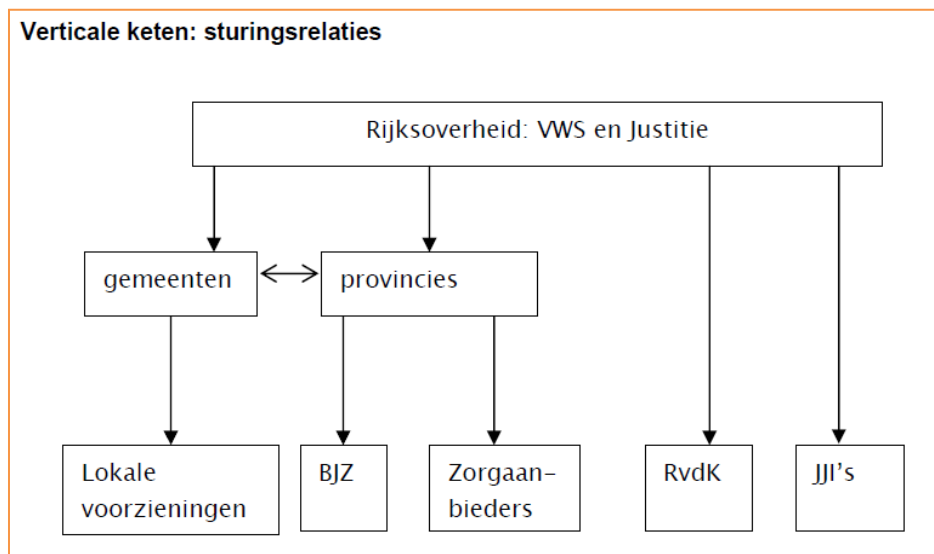 Verticale keten: sturingsrelaties
Rijksoverheid: VWS en Justitie
gemeenten
provincies
Lokale
voorzieningen
BJZ
Zorgaan-
bieders
RvdK
JJI's